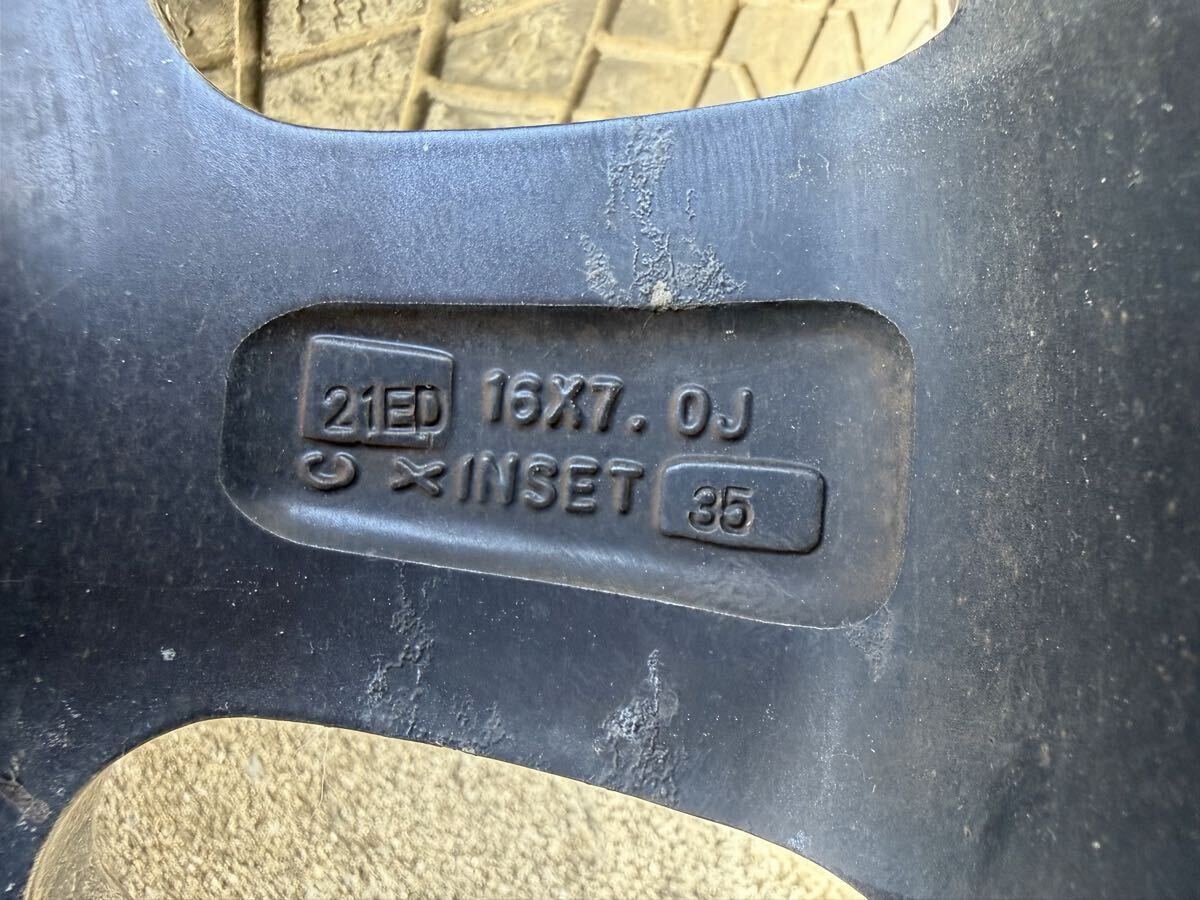 21ED 16X7.0J
C X INSET 35